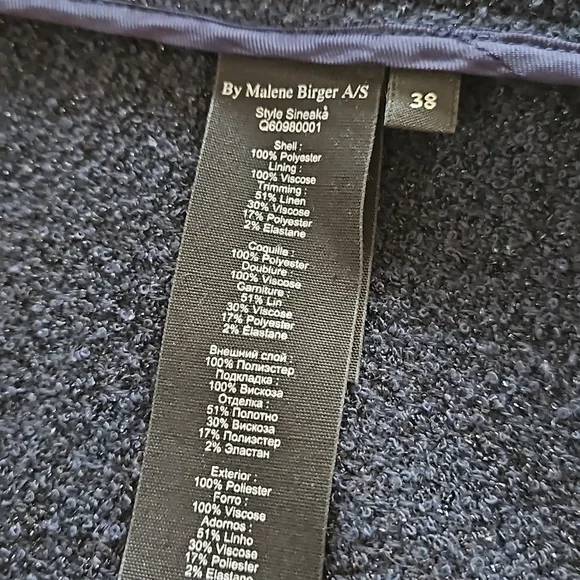 By Malene Birger A/S
38
Style Sineakà
Q60980001
Shell :
100% Polyester
Lining :
100% Viscose
Trimming :
51% Linen
30% Viscose
17% Polyester
2% Elastane
Coquille :
100% Polyester
Doublure :
100% Viscose
Garniture :
51% Lin
30% Viscose
17% Polyester
2% Elastane
Внешний слой :
100% Полиэстер
Подкладка :
100% Вискоза
Отделка :
51% Полотно
30% Вискоза
17% Полиэстер
2% Эластан
Exterior :
100% Poliester
Forro :
100% Viscose
Adornos :
51% Linho
30% Viscose
17% Poliester
2% Elastane